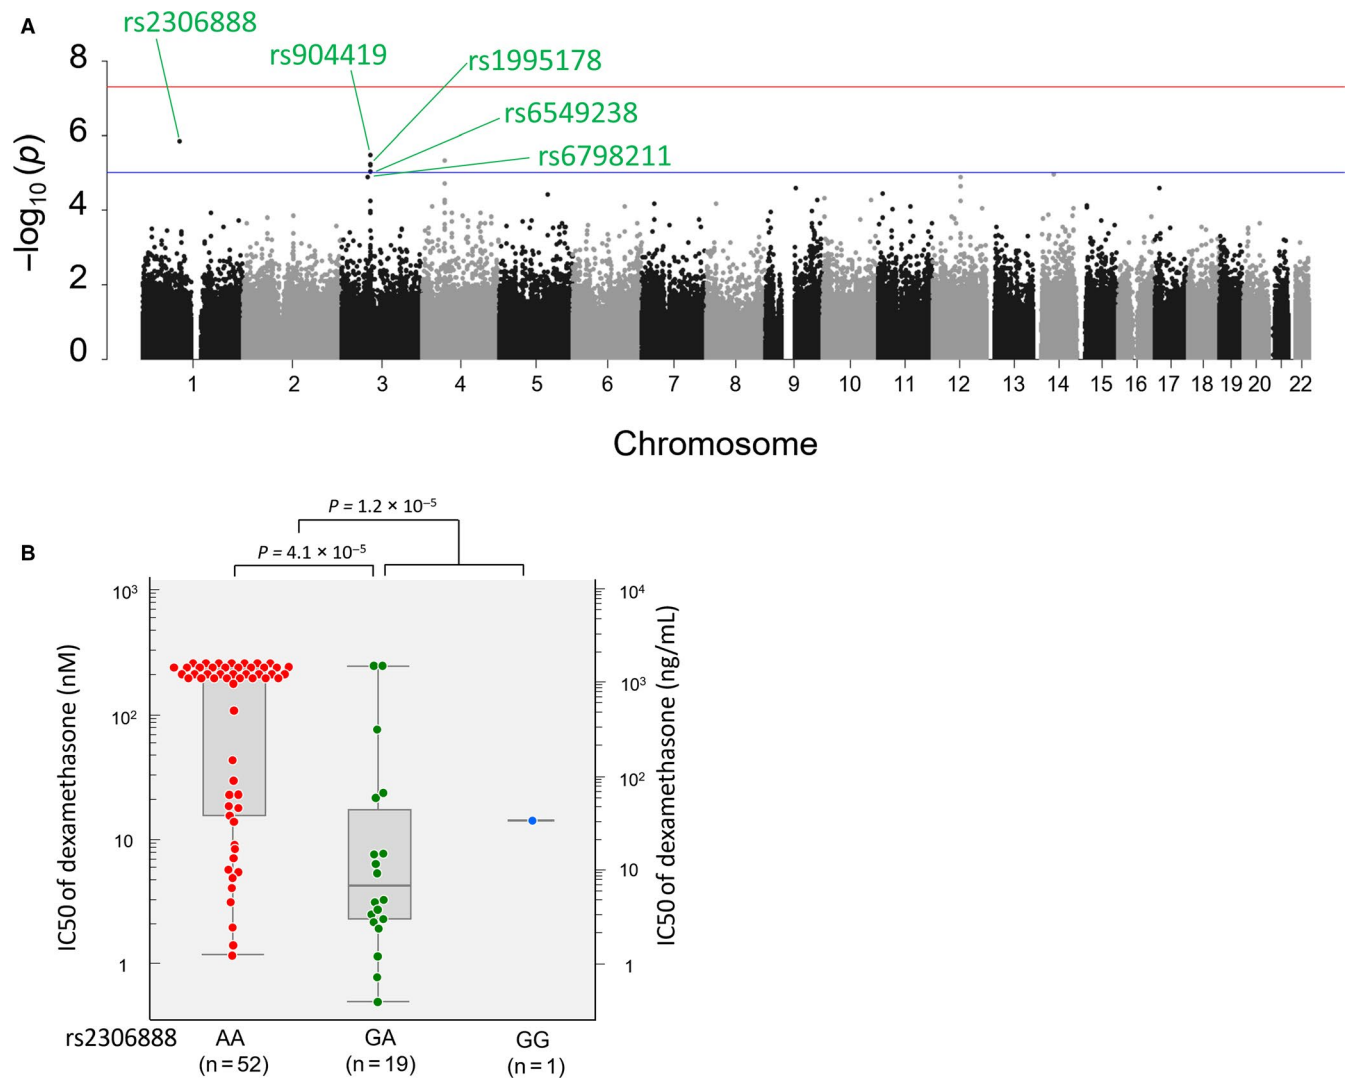 A
rs2306888
rs904419
rs1995178
rs6549238
rs6798211
8
6
4
2
0
−log10 (p)
1 2 3 4 5 6 7 8 9 10 11 12 13 14 15 16 17 18 19 20 22
Chromosome
B
P = 1.2 × 10−5
P = 4.1 × 10−5
IC50 of dexamethasone (nM)
10³
10²
10
1
10⁴
10³
10²
10
1
IC50 of dexamethasone (ng/mL)
rs2306888 AA GA GG
(n = 52) (n = 19) (n = 1)